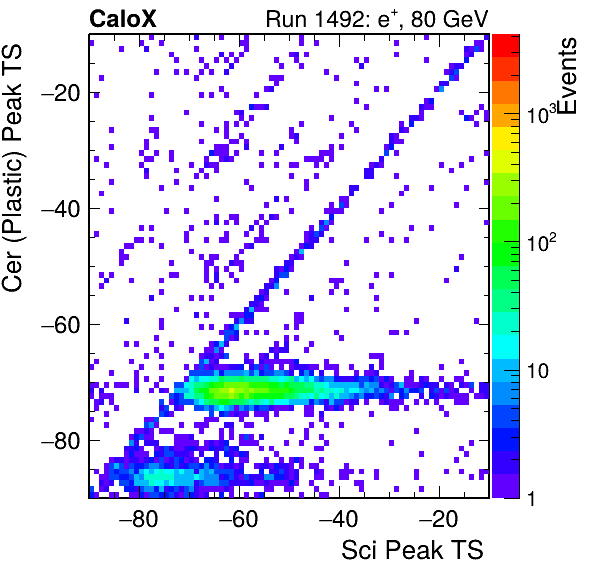 CaloX Run 1492: e⁺, 80 GeV
Cer (Plastic) Peak TS
Events
−20
−40
−60
−80
10³
10²
10
1
−80 −60 −40 −20
Sci Peak TS